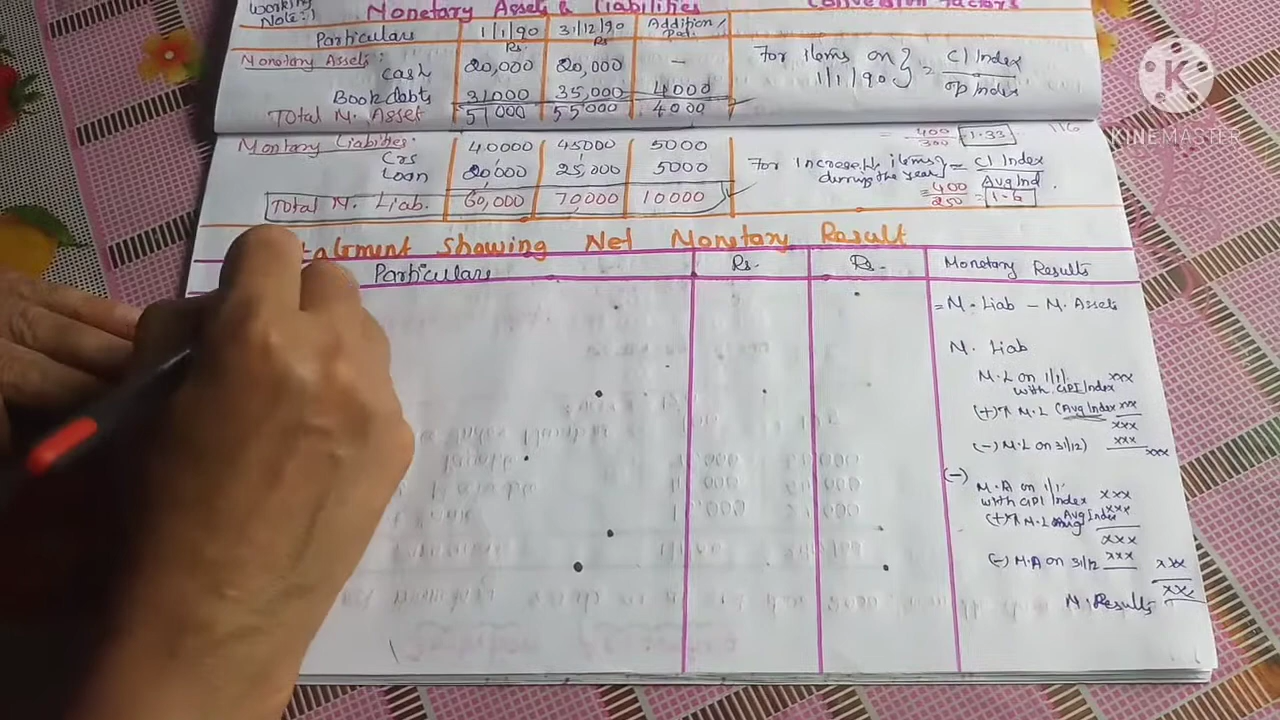 Working
Note:)
Monetary Assets & Liabilities
Conversion Factors
Particulars 1/1/90 31/12/90 Addition/
Rs. Rs
Monetary Assets:
Cash 20,000 20,000 -
Book debts 31000 35,000 4000
Total M. Asset 51000 55000 4000
Montary Liabities:
Crs 40000 45000 5000
Loan 20,000 25,000 5000
Total M. Liab. 60,000 70000 10000
For items on } = Cl Index
1/1/90 op Index
= 400 = 1.33
300
116
For increase items = Cl Index
during the year Avg Ind
= 400 = 1.6
250
Statement Showing Net Monetary Result
Particulars Rs. Rs. Monetary Results
= M. Liab - M. Assets
M. Liab
M.L on 1/1
with CPI Index xxx
(+) ↑ M.L (Avg Index xxx
xxx
(-) M.L on 31/12) xxx xxx
(-)
M.A on 1/1
with CPI Index xxx
(+) ↑ M.L Avg Index xxx
xxx
(-) M.A on 31/12 xxx xxx
M. Results xx
KINEMASTER
K